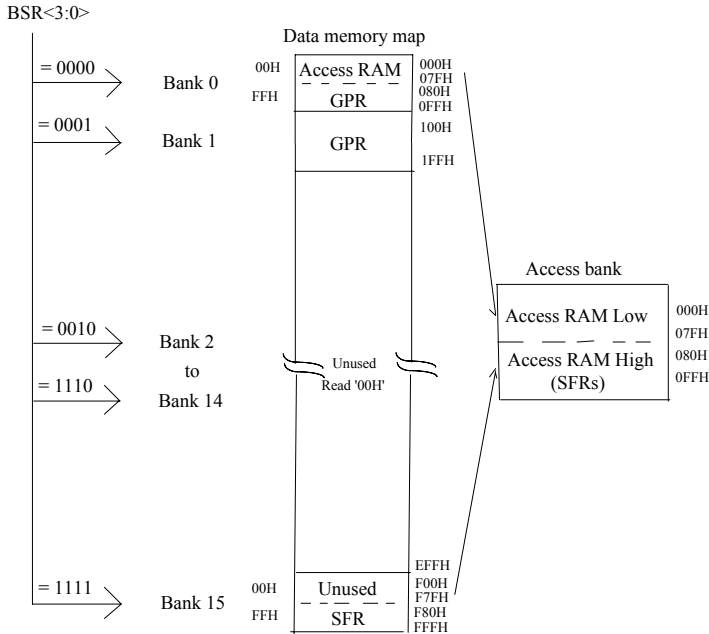 BSR<3:0>
Data memory map
= 0000
Bank 0
00H
FFH
Access RAM
GPR
000H
07FH
080H
0FFH
= 0001
Bank 1
GPR
100H
1FFH
Access bank
Access RAM Low
Access RAM High
(SFRs)
000H
07FH
080H
0FFH
= 0010
Bank 2
to
= 1110
Bank 14
Unused
Read '00H'
= 1111
Bank 15
00H
FFH
Unused
SFR
EFFH
F00H
F7FH
F80H
FFFH